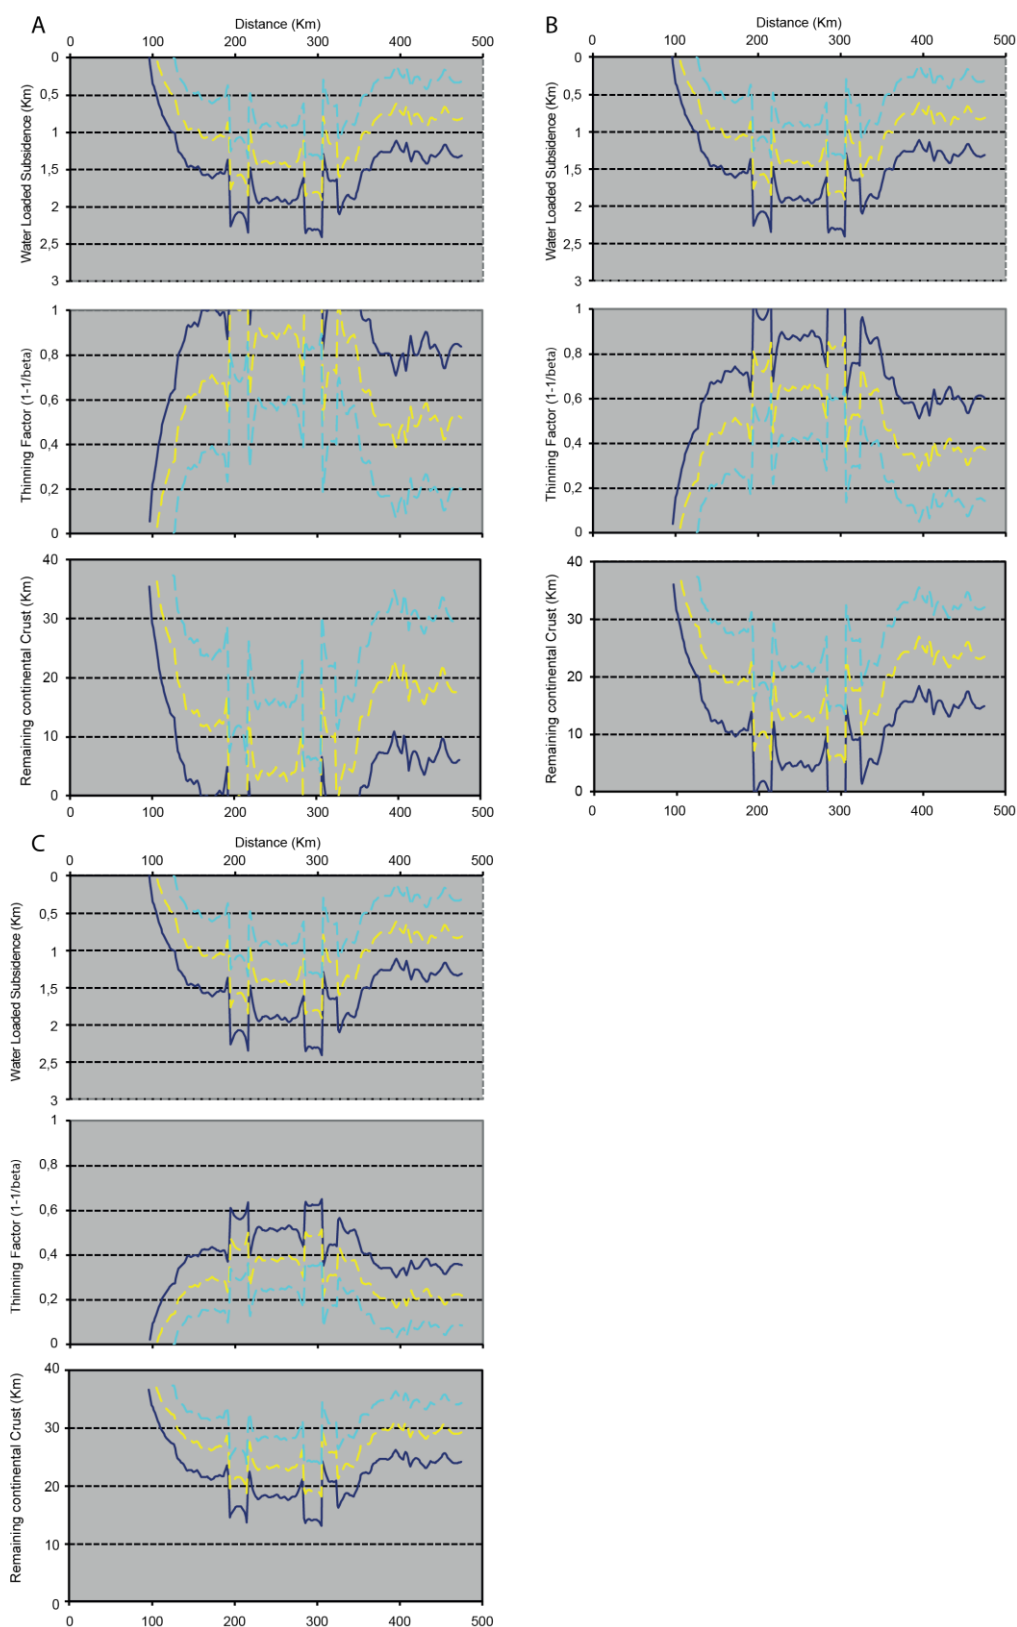 A
Distance (Km)
0 100 200 300 400 500
Water Loaded Subsidence (Km)
0
0,5
1
1,5
2
2,5
3
Thinning Factor (1-1/beta)
1
0,8
0,6
0,4
0,2
0
Remaining continental Crust (Km)
40
30
20
10
0
0 100 200 300 400 500
B
Distance (Km)
0 100 200 300 400 500
Water Loaded Subsidence (Km)
0
0,5
1
1,5
2
2,5
3
Thinning Factor (1-1/beta)
1
0,8
0,6
0,4
0,2
0
Remaining continental Crust (Km)
40
30
20
10
0
0 100 200 300 400 500
C
Distance (Km)
0 100 200 300 400 500
Water Loaded Subsidence (Km)
0
0,5
1
1,5
2
2,5
3
Thinning Factor (1-1/beta)
1
0,8
0,6
0,4
0,2
0
Remaining continental Crust (Km)
40
30
20
10
0
0 100 200 300 400 500